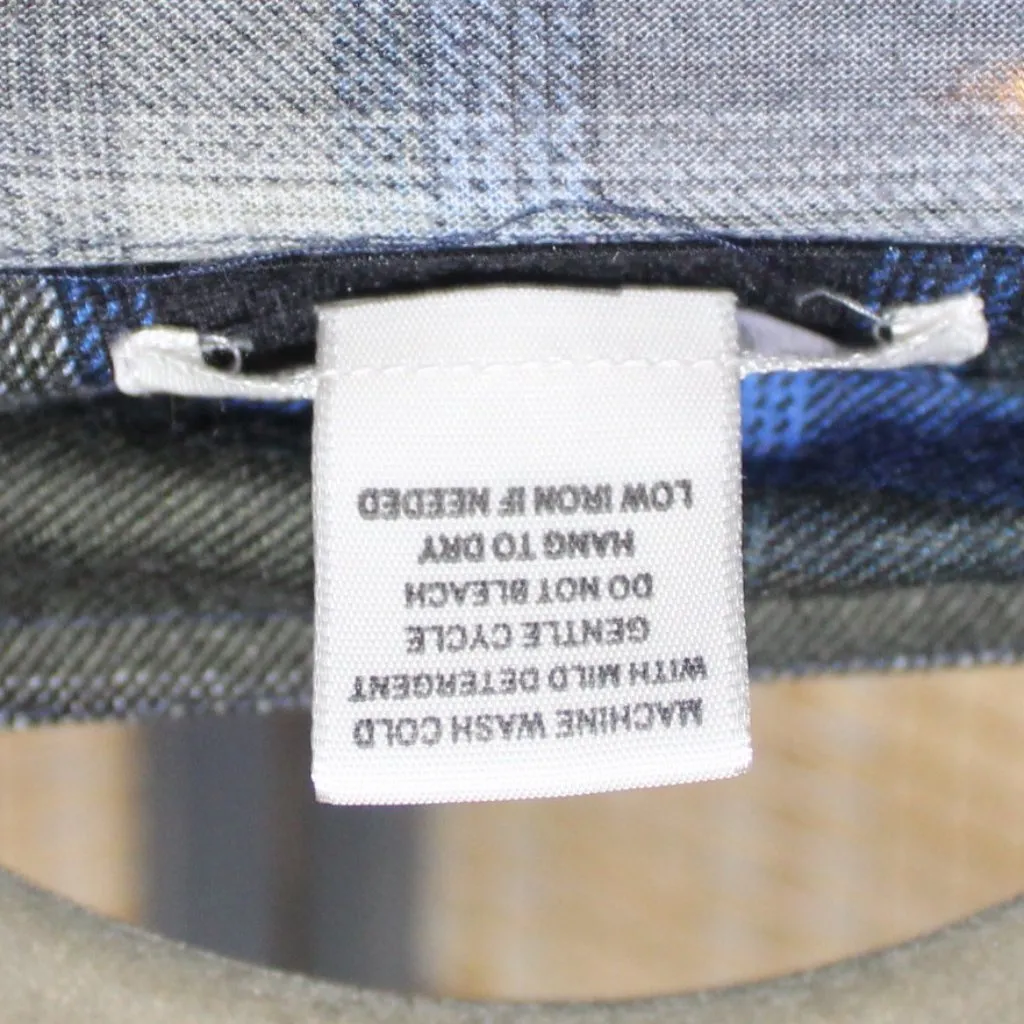 MACHINE WASH COLD
WITH MILD DETERGENT
GENTLE CYCLE
DO NOT BLEACH
HANG TO DRY
LOW IRON IF NEEDED